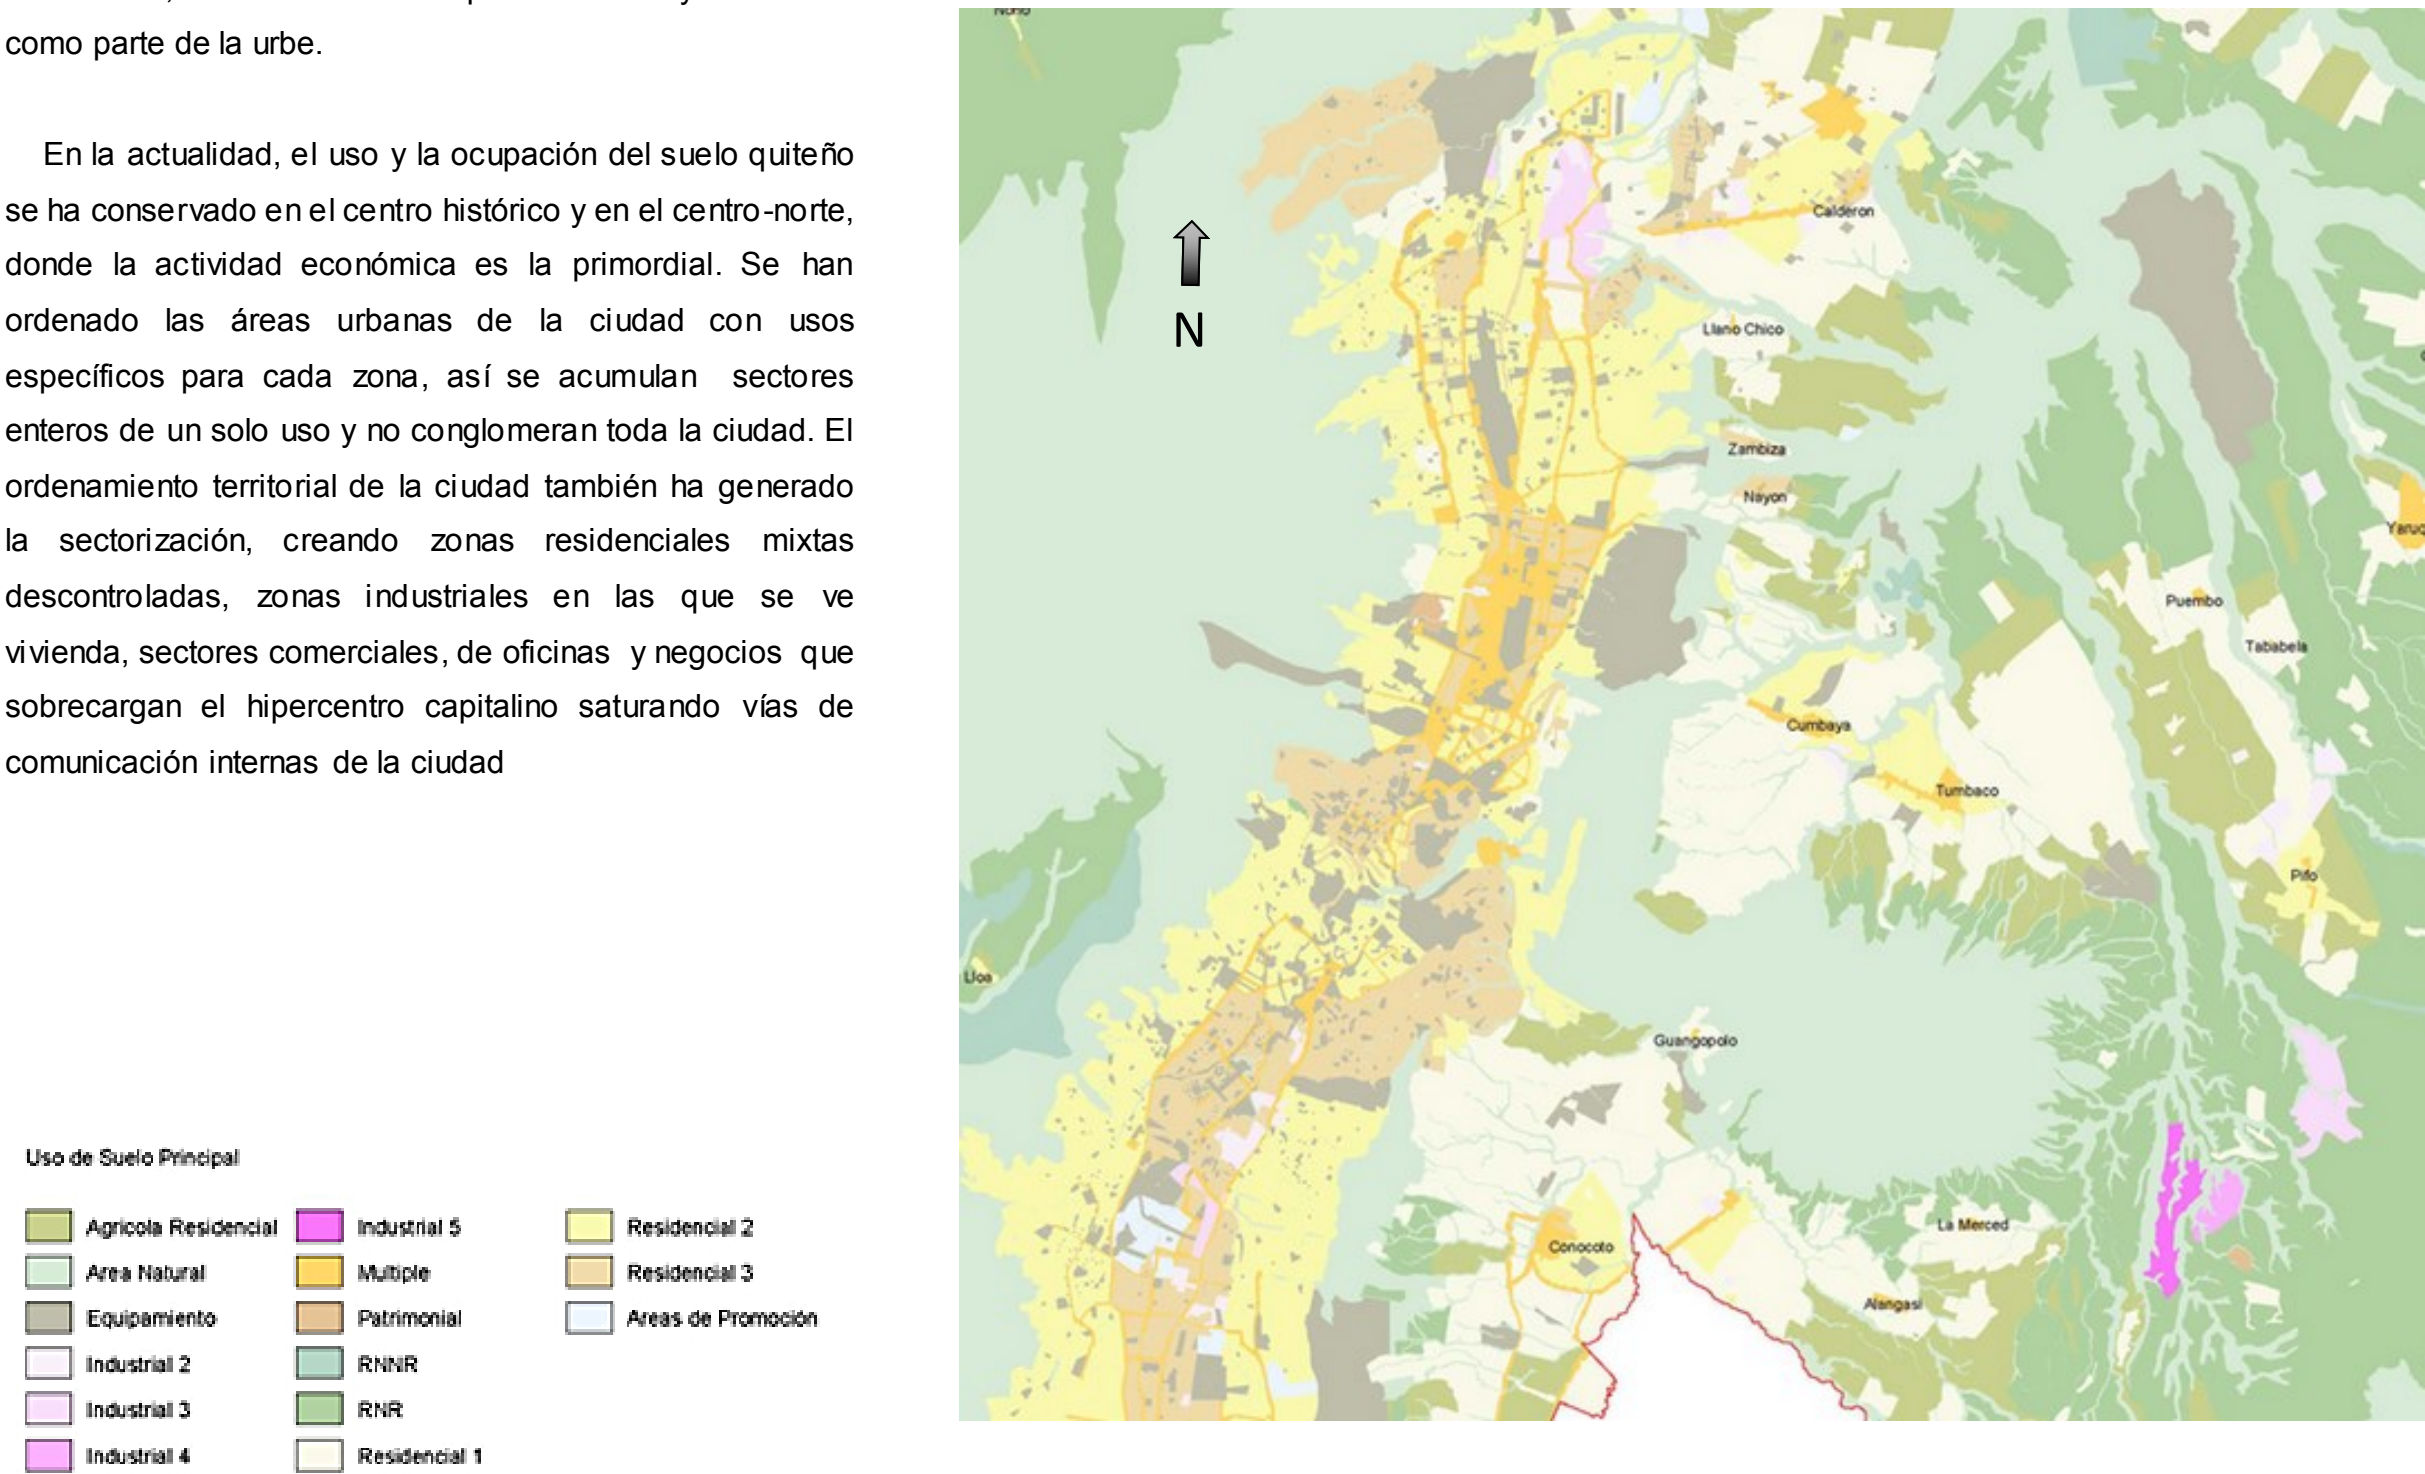 como parte de la urbe.
En la actualidad, el uso y la ocupación del suelo quiteño
se ha conservado en el centro histórico y en el centro-norte,
donde la actividad económica es la primordial. Se han
ordenado las áreas urbanas de la ciudad con usos
específicos para cada zona, así se acumulan sectores
enteros de un solo uso y no conglomeran toda la ciudad. El
ordenamiento territorial de la ciudad también ha generado
la sectorización, creando zonas residenciales mixtas
descontroladas, zonas industriales en las que se ve
vivienda, sectores comerciales, de oficinas y negocios que
sobrecargan el hipercentro capitalino saturando vías de
comunicación internas de la ciudad
Uso de Suelo Principal
Agricola Residencial
Area Natural
Equipamiento
Industrial 2
Industrial 3
Industrial 4
Industrial 5
Multiple
Patrimonial
RNNR
RNR
Residencial 1
Residencial 2
Residencial 3
Areas de Promoción
N
Calderon
Llano Chico
Zambiza
Nayon
Puembo
Tababela
Cumbaya
Tumbaco
Pifo
Lloa
Guangopolo
Conocoto
La Merced
Alangasi